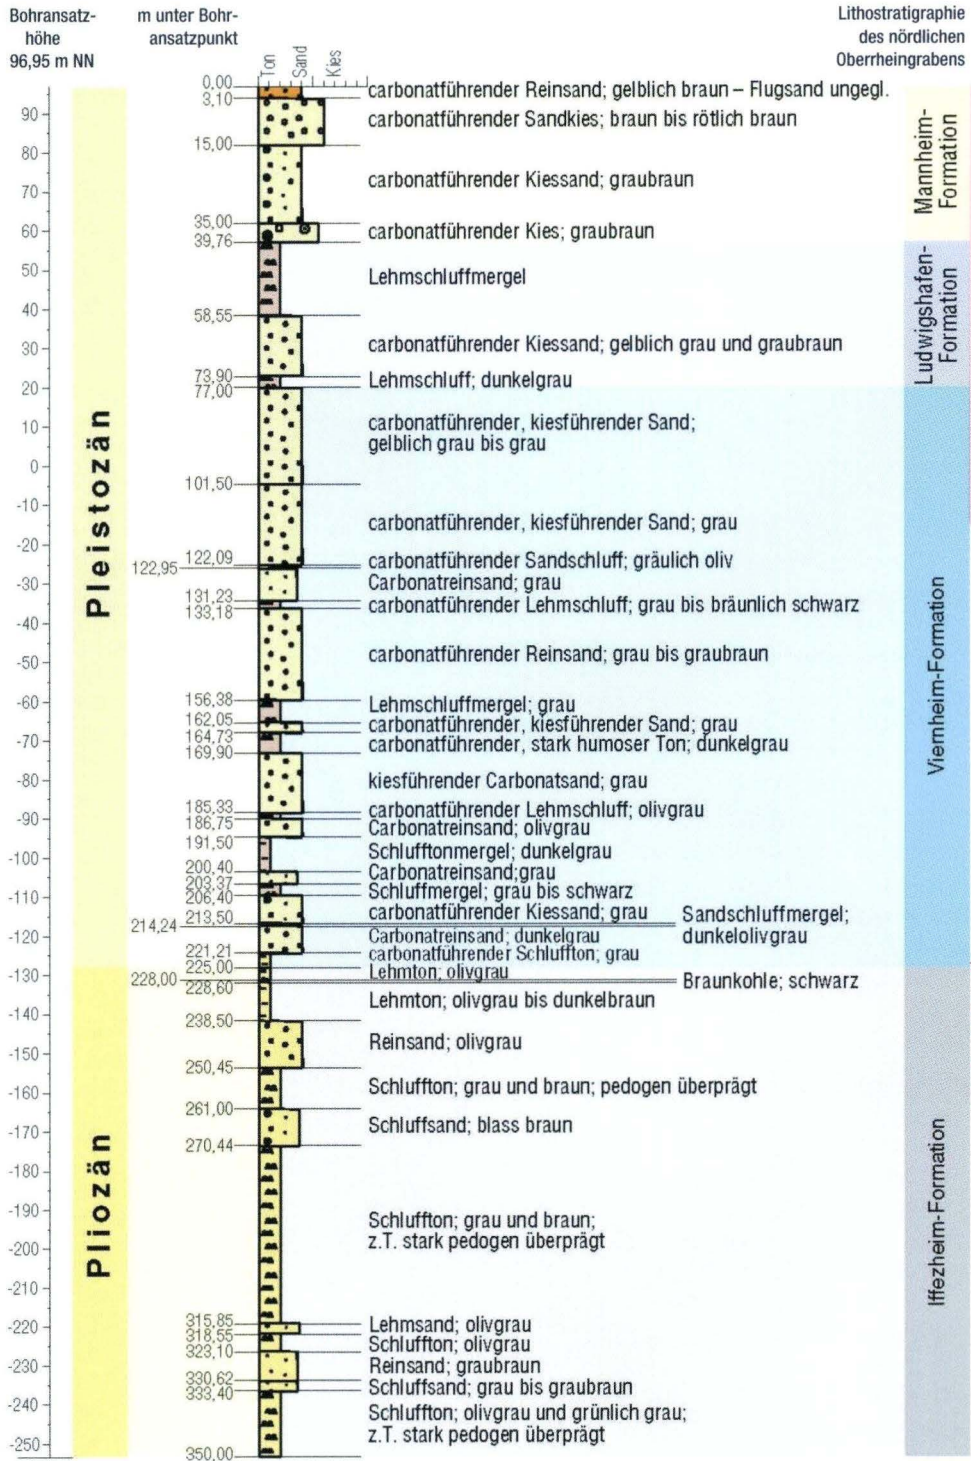 Bohransatz-
höhe
96,95 m NN
m unter Bohr-
ansatzpunkt
Lithostratigraphie
des nördlichen
Oberrheingrabens
Ton
Sand
Kies
90
80
70
60
50
40
30
20
10
0
-10
-20
-30
-40
-50
-60
-70
-80
-90
-100
-110
-120
-130
-140
-150
-160
-170
-180
-190
-200
-210
-220
-230
-240
-250
Pleistozän
Pliozän
0,00
carbonatführender Reinsand; gelblich braun – Flugsand ungegl.
3,10
carbonatführender Sandkies; braun bis rötlich braun
15,00
carbonatführender Kiessand; graubraun
35,00
carbonatführender Kies; graubraun
39,76
Lehmschluffmergel
58,55
carbonatführender Kiessand; gelblich grau und graubraun
73,90
Lehmschluff; dunkelgrau
77,00
carbonatführender, kiesführender Sand;
gelblich grau bis grau
101,50
carbonatführender, kiesführender Sand; grau
122,09
carbonatführender Sandschluff; gräulich oliv
122,95
Carbonatreinsand; grau
131,23
carbonatführender Lehmschluff; grau bis bräunlich schwarz
133,18
carbonatführender Reinsand; grau bis graubraun
156,38
Lehmschluffmergel; grau
162,05
carbonatführender, kiesführender Sand; grau
164,73
carbonatführender, stark humoser Ton; dunkelgrau
169,90
kiesführender Carbonatsand; grau
185,33
carbonatführender Lehmschluff; olivgrau
186,75
Carbonatreinsand; olivgrau
191,50
Schlufftonmergel; dunkelgrau
200,40
Carbonatreinsand;grau
203,37
Schluffmergel; grau bis schwarz
206,40
carbonatführender Kiessand; grau
213,50
Sandschluffmergel;
dunkelolivgrau
214,24
Carbonatreinsand; dunkelgrau
221,21
carbonatführender Schluffton; grau
225,00
Lehmton; olivgrau
228,00
Braunkohle; schwarz
228,60
Lehmton; olivgrau bis dunkelbraun
238,50
Reinsand; olivgrau
250,45
Schluffton; grau und braun; pedogen überprägt
261,00
Schluffsand; blass braun
270,44
Schluffton; grau und braun;
z.T. stark pedogen überprägt
315,85
Lehmsand; olivgrau
318,55
Schluffton; olivgrau
323,10
Reinsand; graubraun
330,62
Schluffsand; grau bis graubraun
333,40
Schluffton; olivgrau und grünlich grau;
z.T. stark pedogen überprägt
350,00
Mannheim-
Formation
Ludwigshafen-
Formation
Viernheim-Formation
Iffezheim-Formation